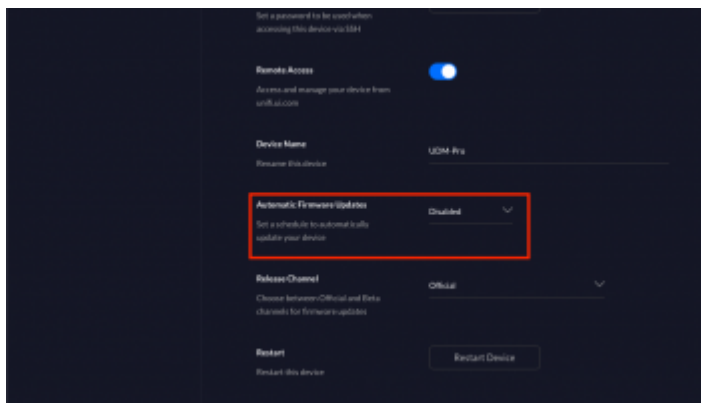 Set a password to be used when
accessing this device via SSH
Remote Access
Access and manage your device from
unifi.ui.com
Device Name
UDM-Pro
Rename this device
Automatic Firmware Updates
Disabled
Set a schedule to automatically
update your device
Release Channel
Official
Choose between Official and Beta
channels for firmware updates
Restart
Restart Device
Restart this device